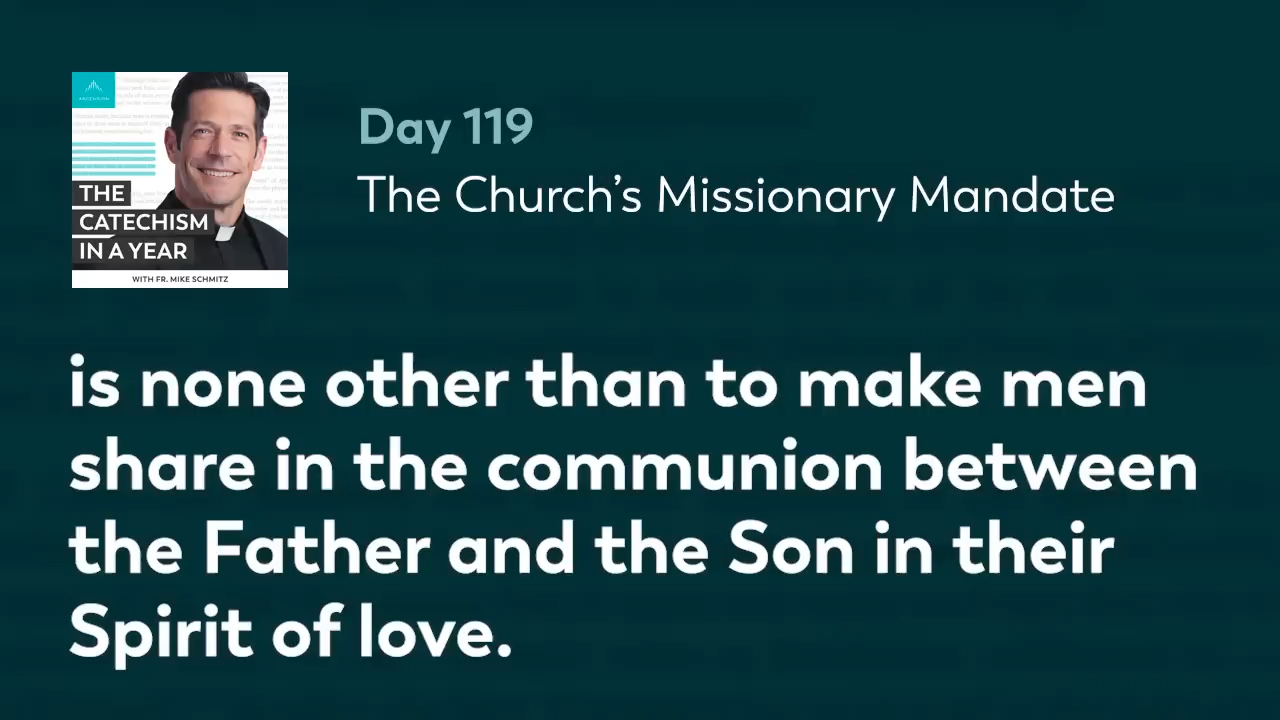 ASCENSION
THE
CATECHISM
IN A YEAR
WITH FR. MIKE SCHMITZ
Day 119
The Church’s Missionary Mandate
is none other than to make men
share in the communion between
the Father and the Son in their
Spirit of love.